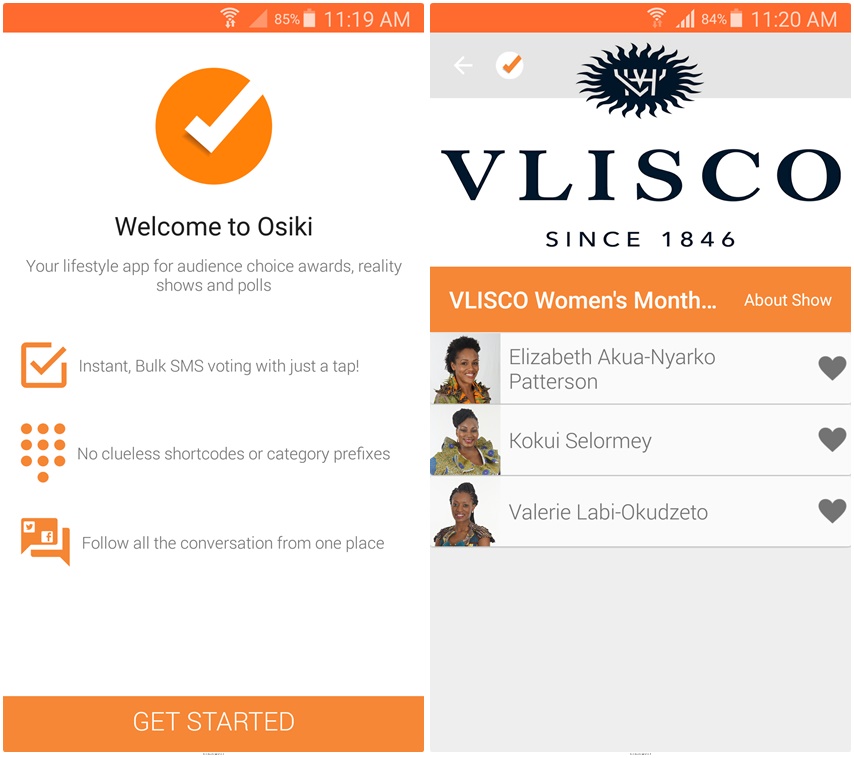 85% 11:19 AM
Welcome to Osiki
Your lifestyle app for audience choice awards, reality
shows and polls
Instant, Bulk SMS voting with just a tap!
No clueless shortcodes or category prefixes
Follow all the conversation from one place
GET STARTED
84% 11:20 AM
VLISCO
SINCE 1846
VLISCO Women's Month... About Show
Elizabeth Akua-Nyarko
Patterson
Kokui Selormey
Valerie Labi-Okudzeto